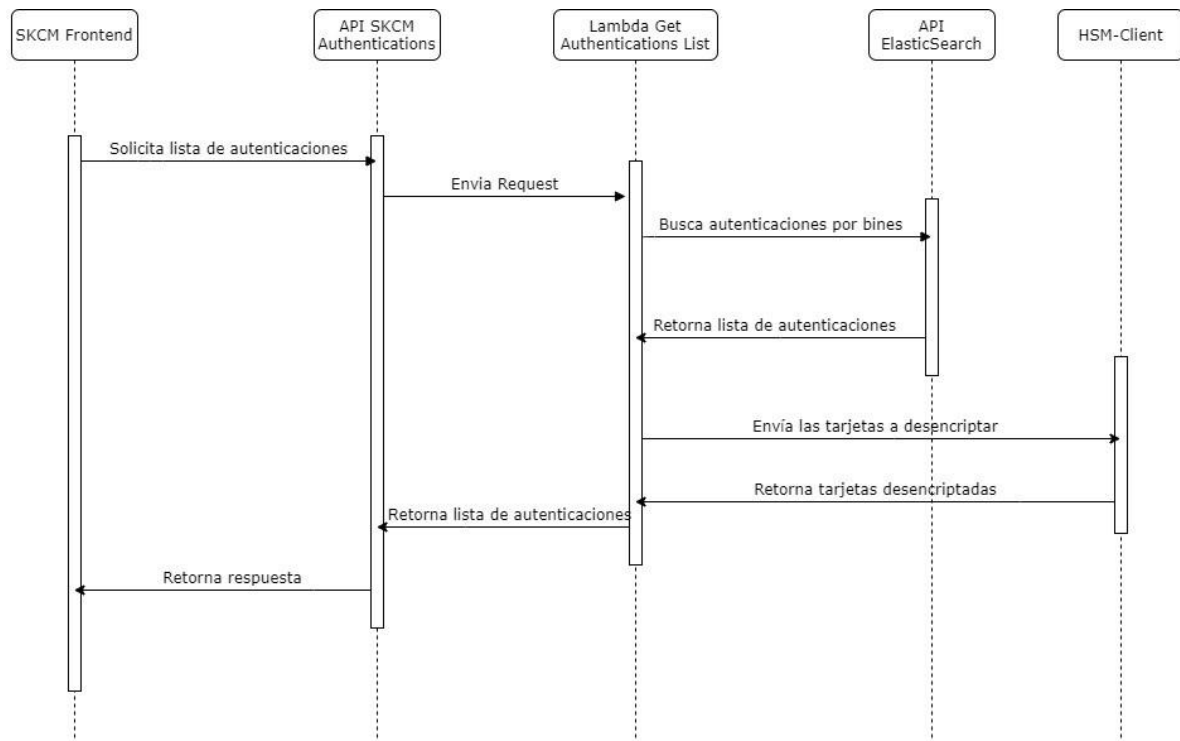 SKCM Frontend
API SKCM
Authentications
Lambda Get
Authentications List
API
ElasticSearch
HSM-Client
Solicita lista de autenticaciones
Envia Request
Busca autenticaciones por bines
Retorna lista de autenticaciones
Envía las tarjetas a desencriptar
Retorna tarjetas desencriptadas
Retorna lista de autenticaciones
Retorna respuesta